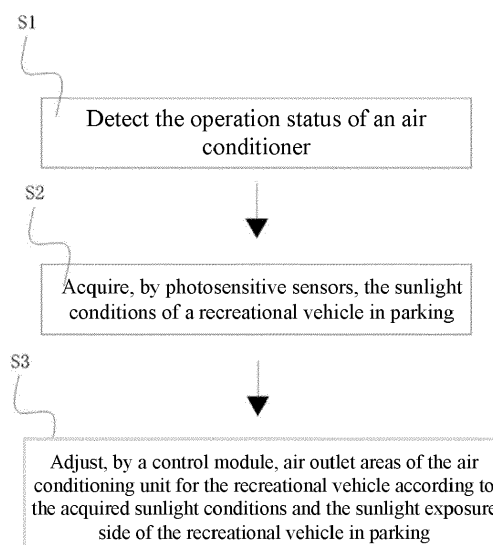 S1
Detect the operation status of an air
conditioner
S2
Acquire, by photosensitive sensors, the sunlight
conditions of a recreational vehicle in parking
S3
Adjust, by a control module, air outlet areas of the air
conditioning unit for the recreational vehicle according to
the acquired sunlight conditions and the sunlight exposure
side of the recreational vehicle in parking